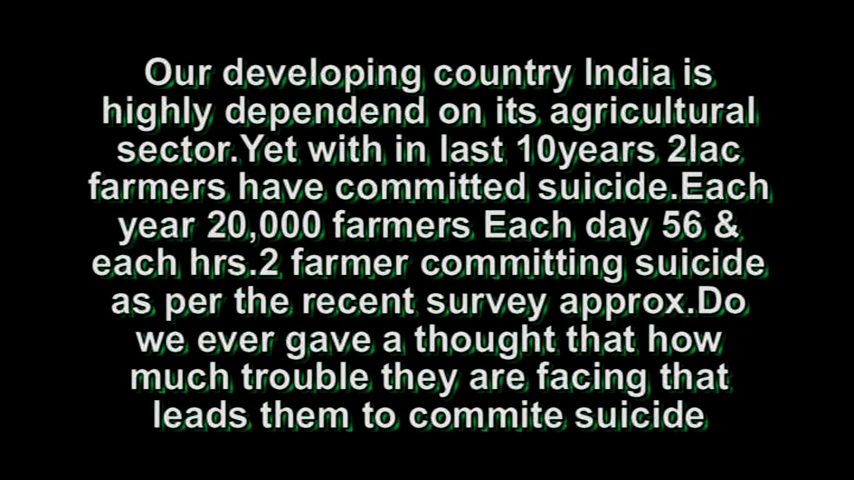 Our developing country India is
highly dependend on its agricultural
sector.Yet with in last 10years 2lac
farmers have committed suicide.Each
year 20,000 farmers Each day 56 &
each hrs.2 farmer committing suicide
as per the recent survey approx.Do
we ever gave a thought that how
much trouble they are facing that
leads them to commite suicide